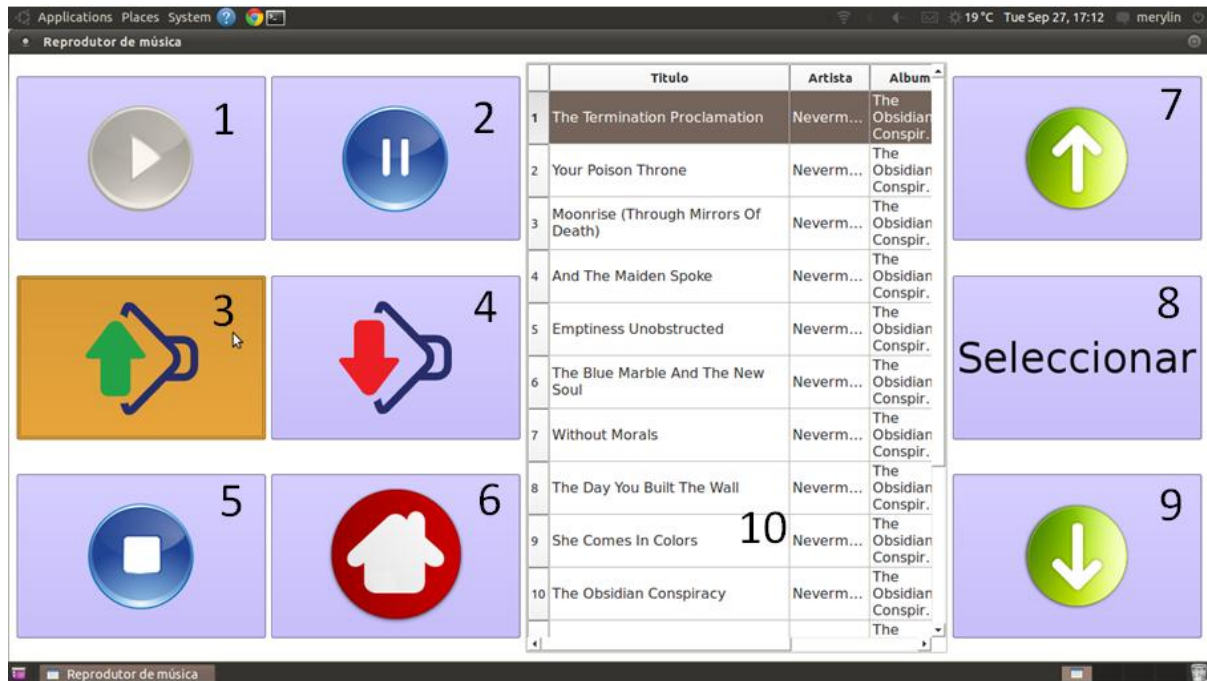 Applications Places System
19 °C Tue Sep 27, 17:12 merylin
Reprodutor de música
1
2
3
4
5
6
Titulo Artista Album
1 The Termination Proclamation Neverm... The Obsidian Conspir.
2 Your Poison Throne Neverm... The Obsidian Conspir.
3 Moonrise (Through Mirrors Of Death) Neverm... The Obsidian Conspir.
4 And The Maiden Spoke Neverm... The Obsidian Conspir.
5 Emptiness Unobstructed Neverm... The Obsidian Conspir.
6 The Blue Marble And The New Soul Neverm... The Obsidian Conspir.
7 Without Morals Neverm... The Obsidian Conspir.
8 The Day You Built The Wall Neverm... The Obsidian Conspir.
9 She Comes In Colors Neverm... The Obsidian Conspir.
10 The Obsidian Conspiracy Neverm... The Obsidian Conspir.
The
10
7
8
Seleccionar
9
Reprodutor de música